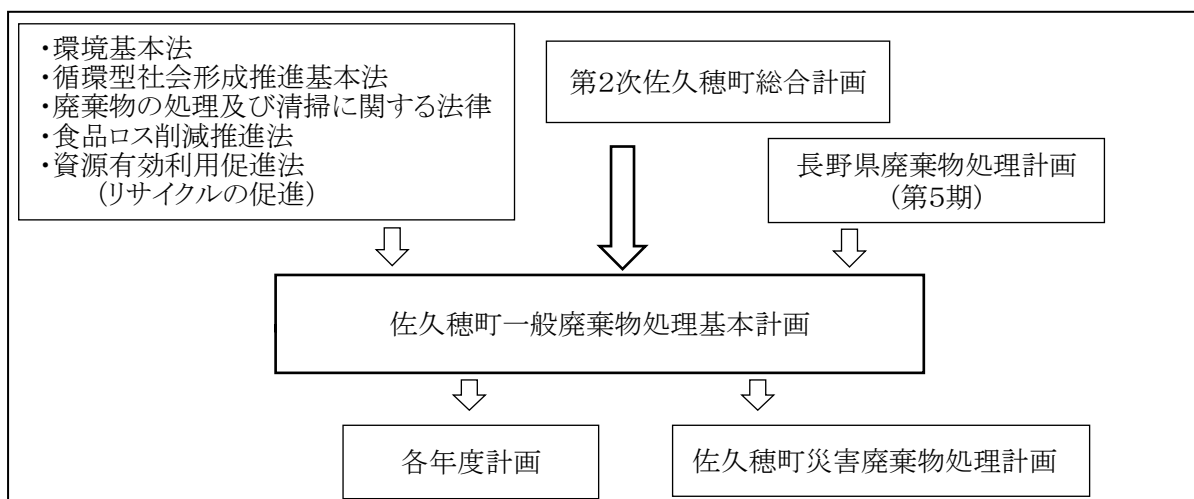 ・環境基本法
・循環型社会形成推進基本法
・廃棄物の処理及び清掃に関する法律
・食品ロス削減推進法
・資源有効利用促進法
(リサイクルの促進)
第2次佐久穂町総合計画
長野県廃棄物処理計画
(第5期)
佐久穂町一般廃棄物処理基本計画
各年度計画
佐久穂町災害廃棄物処理計画